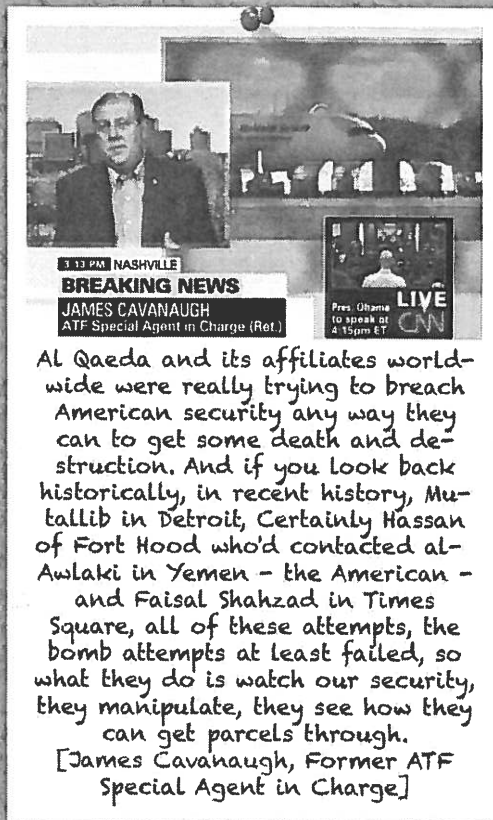 1:13 PM NASHVILLE
BREAKING NEWS
JAMES CAVANAUGH
ATF Special Agent in Charge (Ret.)
Pres. Obama
to speak at
4:15pm ET
LIVE
CNN
Al Qaeda and its affiliates world-
wide were really trying to breach
American security any way they
can to get some death and de-
struction. And if you look back
historically, in recent history, Mu-
tallib in Detroit, Certainly Hassan
of Fort Hood who'd contacted al-
Awlaki in Yemen - the American -
and Faisal Shahzad in Times
Square, all of these attempts, the
bomb attempts at least failed, so
what they do is watch our security,
they manipulate, they see how they
can get parcels through.
[James Cavanaugh, Former ATF
Special Agent in Charge]